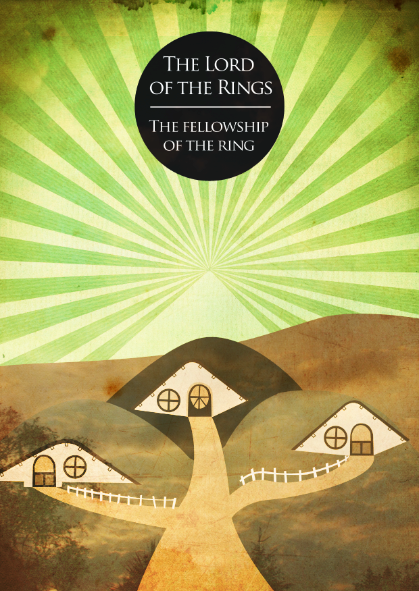 The Lord
of the Rings
The fellowship
of the ring